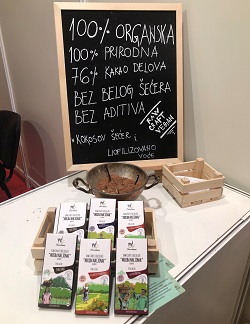 100% ORGANSKA
100% PRIRODNA
76% KAKAO DELOVA
BEZ BELOG ŠEĆERA
BEZ ADITIVA
* KOKOSOV ŠEĆER i
LIOFILIZOVANO
VOĆE
RAW
CRAFT
VEGAN